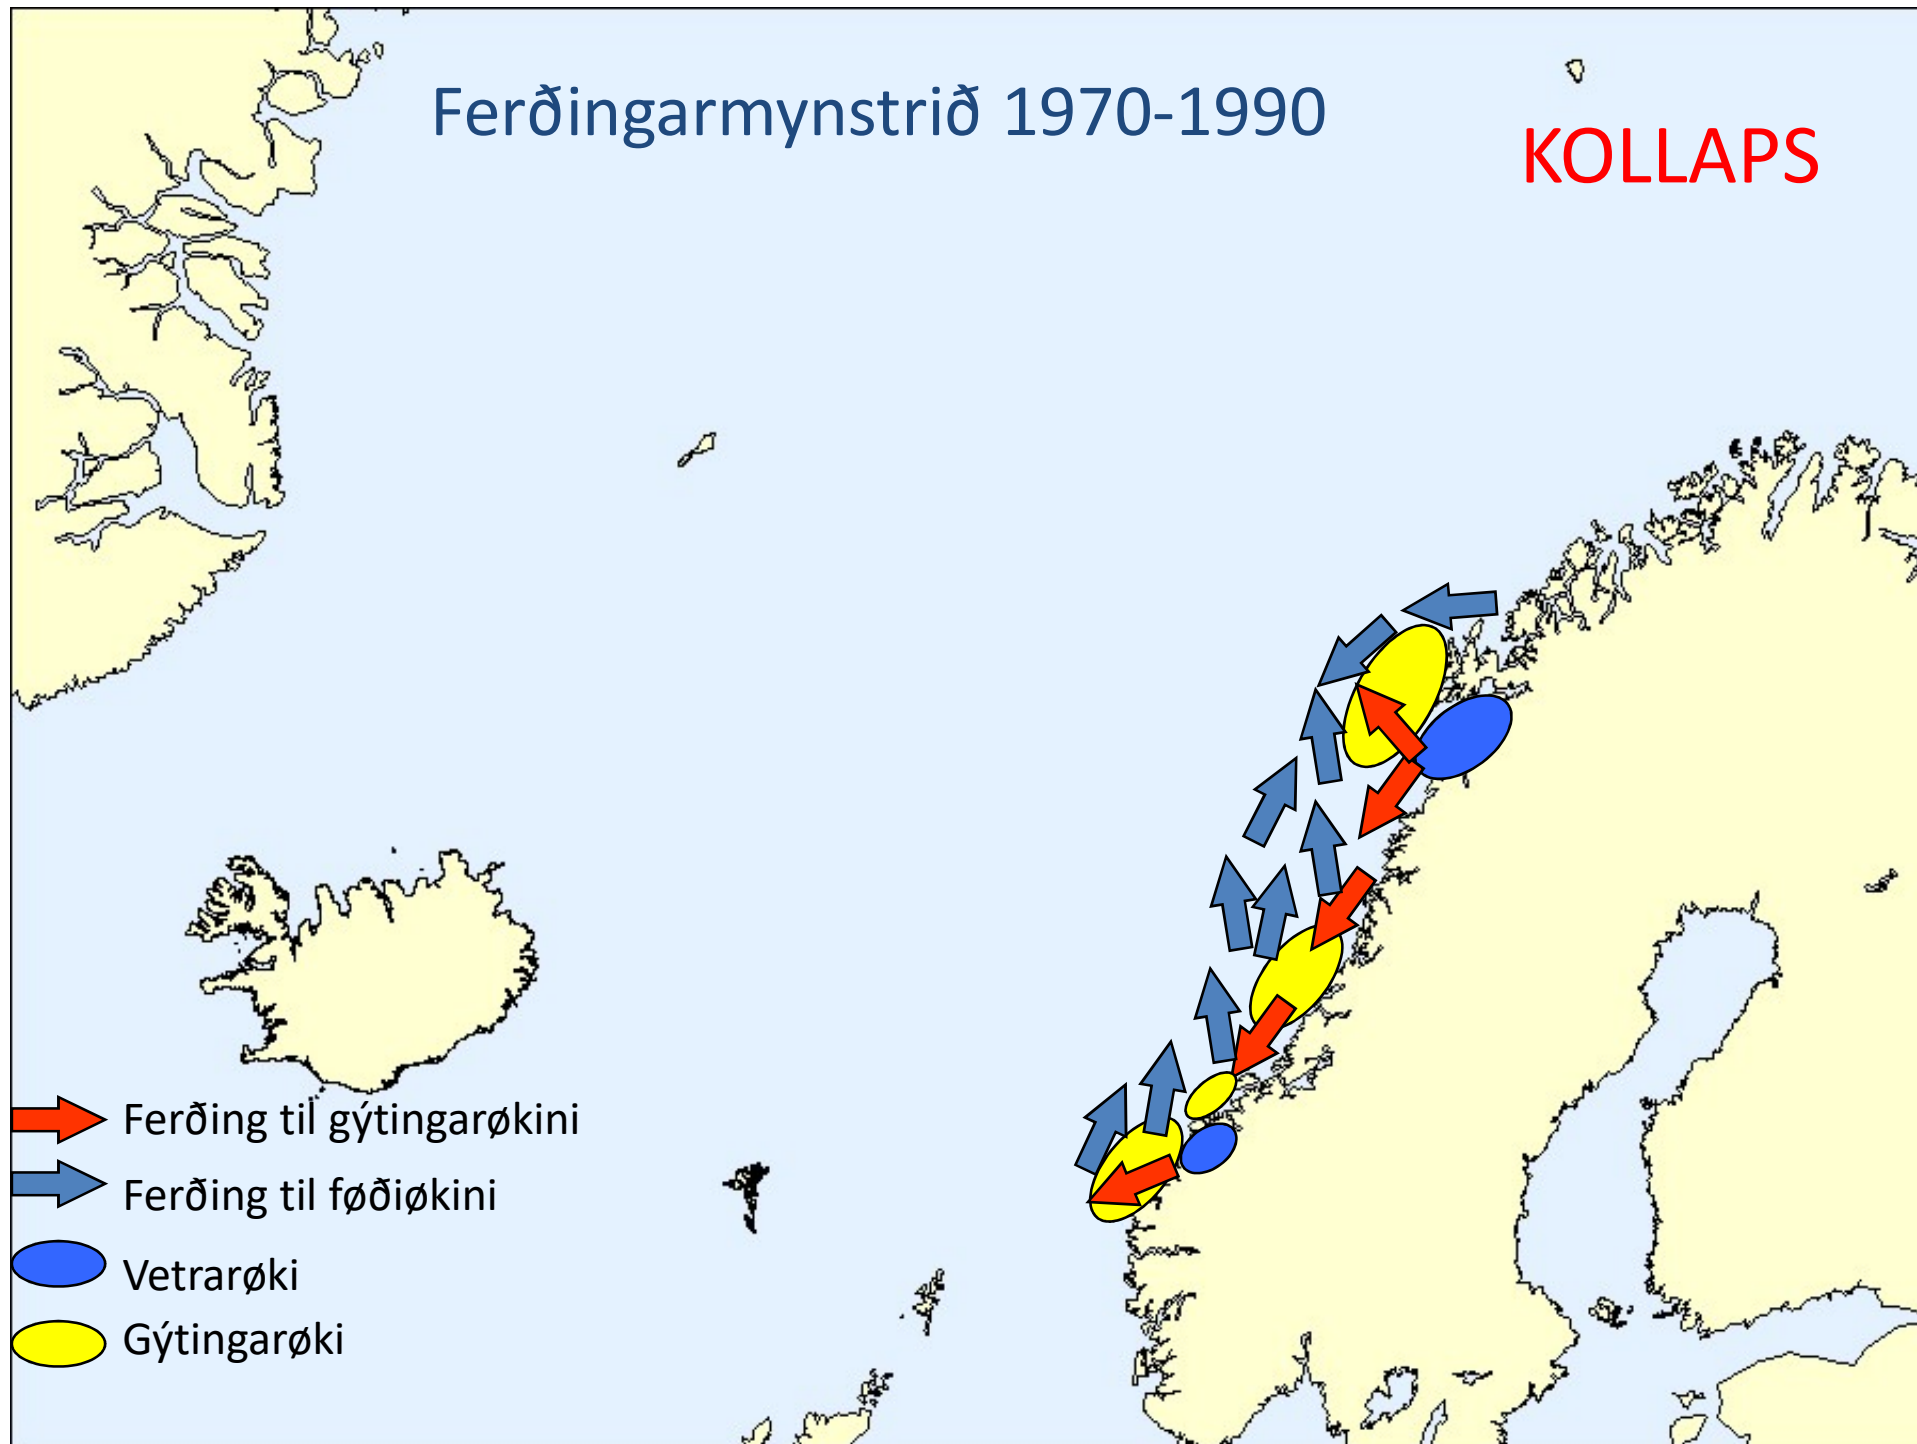 Ferðingarmynstrið 1970-1990
KOLLAPS
Ferðing til gýtingarøkini
Ferðing til føðiøkini
Vetrarøki
Gýtingarøki